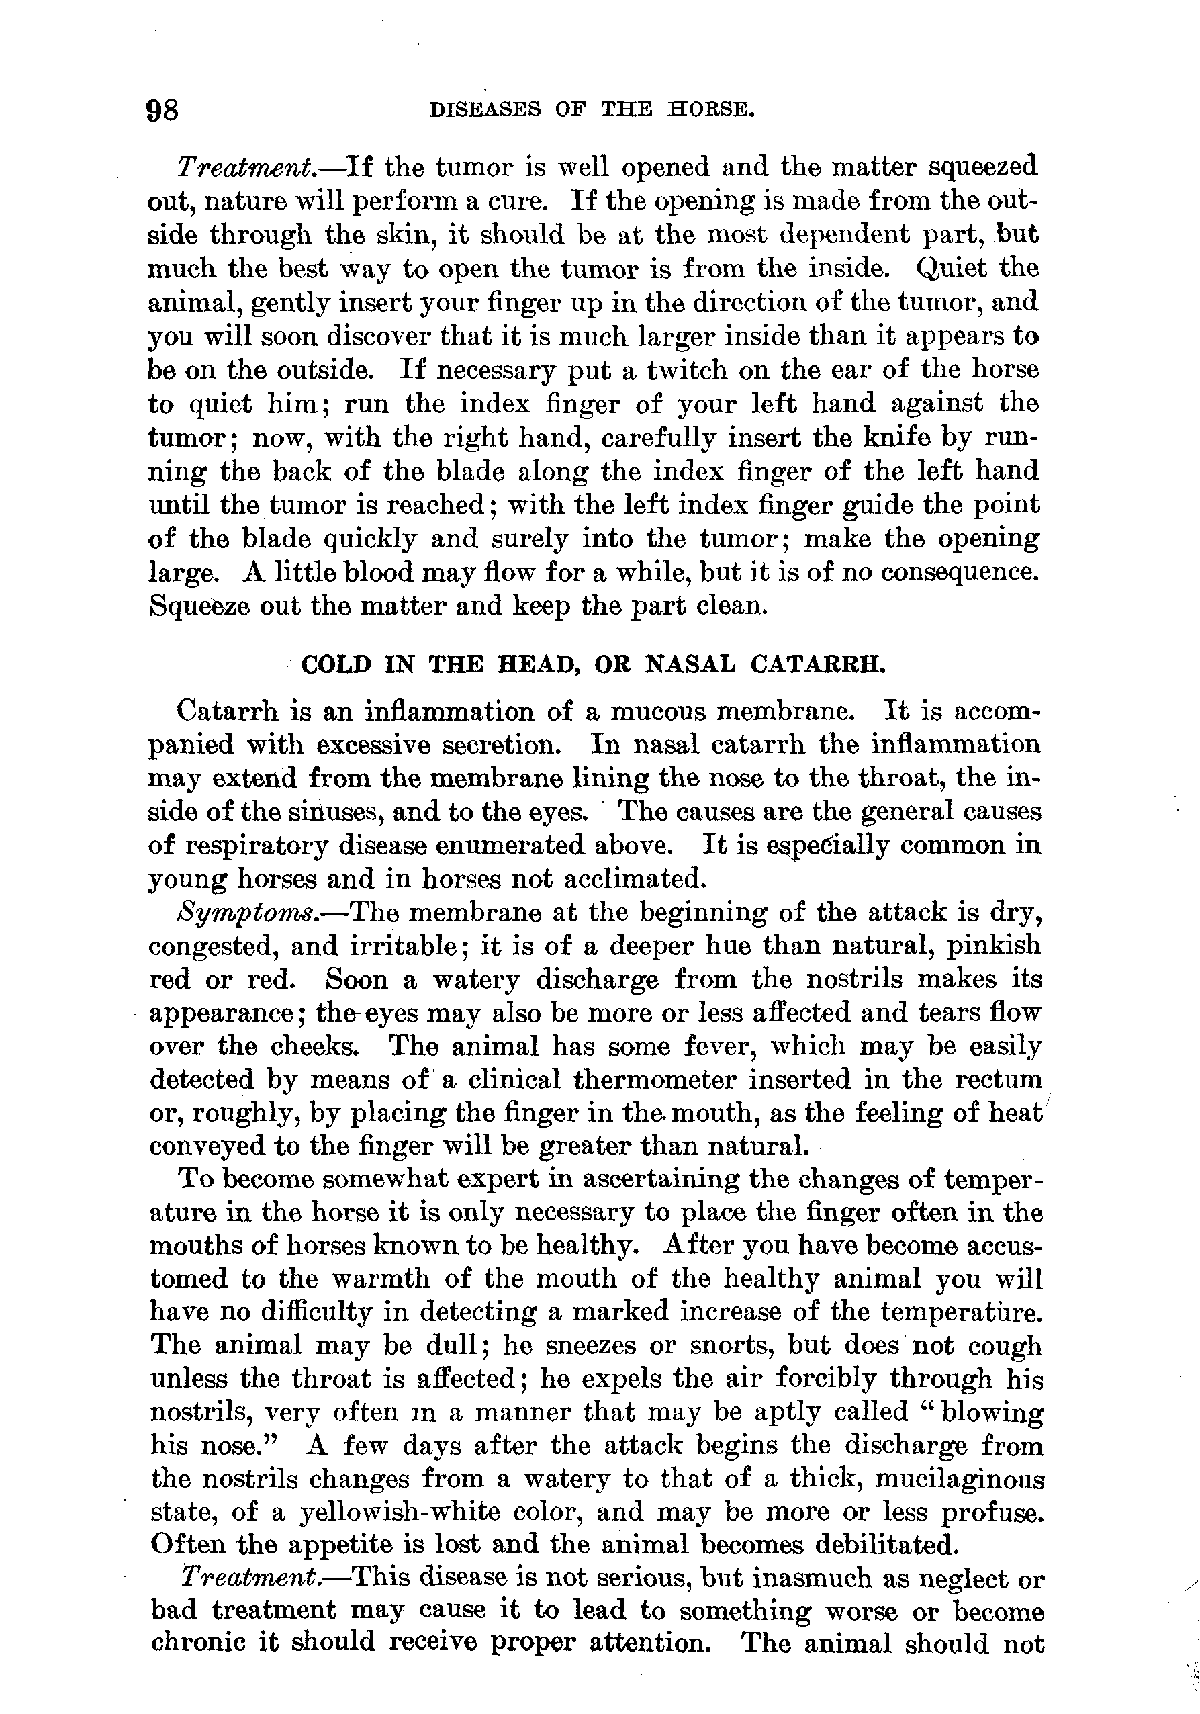 98 DISEASES OF THE HORSE.
Treatment.—If the tumor is well opened and the matter squeezed
out, nature will perform a cure. If the opening is made from the out-
side through the skin, it should be at the most dependent part, but
much the best way to open the tumor is from the inside. Quiet the
animal, gently insert your finger up in the direction of the tumor, and
you will soon discover that it is much larger inside than it appears to
be on the outside. If necessary put a twitch on the ear of the horse
to quiet him; run the index finger of your left hand against the
tumor; now, with the right hand, carefully insert the knife by run-
ning the back of the blade along the index finger of the left hand
until the tumor is reached; with the left index finger guide the point
of the blade quickly and surely into the tumor; make the opening
large. A little blood may flow for a while, but it is of no consequence.
Squeeze out the matter and keep the part clean.
COLD IN THE HEAD, OR NASAL CATARRH.
Catarrh is an inflammation of a mucous membrane. It is accom-
panied with excessive secretion. In nasal catarrh the inflammation
may extend from the membrane lining the nose to the throat, the in-
side of the sinuses, and to the eyes. The causes are the general causes
of respiratory disease enumerated above. It is especially common in
young horses and in horses not acclimated.
Symptoms.—The membrane at the beginning of the attack is dry,
congested, and irritable; it is of a deeper hue than natural, pinkish
red or red. Soon a watery discharge from the nostrils makes its
appearance; the eyes may also be more or less affected and tears flow
over the cheeks. The animal has some fever, which may be easily
detected by means of a clinical thermometer inserted in the rectum
or, roughly, by placing the finger in the mouth, as the feeling of heat
conveyed to the finger will be greater than natural.
To become somewhat expert in ascertaining the changes of temper-
ature in the horse it is only necessary to place the finger often in the
mouths of horses known to be healthy. After you have become accus-
tomed to the warmth of the mouth of the healthy animal you will
have no difficulty in detecting a marked increase of the temperature.
The animal may be dull; he sneezes or snorts, but does not cough
unless the throat is affected; he expels the air forcibly through his
nostrils, very often in a manner that may be aptly called "blowing
his nose." A few days after the attack begins the discharge from
the nostrils changes from a watery to that of a thick, mucilaginous
state, of a yellowish-white color, and may be more or less profuse.
Often the appetite is lost and the animal becomes debilitated.
Treatment.—This disease is not serious, but inasmuch as neglect or
bad treatment may cause it to lead to something worse or become
chronic it should receive proper attention. The animal should not